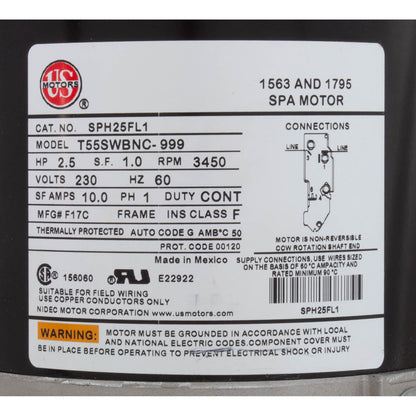 US
MOTORS
®
1563 AND 1795
SPA MOTOR
CAT. NO. SPH25FL1
MODEL T55SWBNC-999
HP 2.5 S.F. 1.0 RPM 3450
VOLTS 230 HZ 60
SF AMPS 10.0 PH 1 DUTY CONT
MFG# F17C FRAME INS CLASS F
THERMALLY PROTECTED AUTO CODE G AMB°C 50
PROT. CODE 00120
CONNECTIONS
LINE LINE
MOTOR IS NON-REVERSIBLE
CCW ROTATION SHAFT END
Made in Mexico
SUPPLY CONNECTIONS, USE WIRES SIZED
ON THE BASIS OF 60 °C AMPACITY AND
RATED MINIMUM 90 °C
156060 E22922
SUITABLE FOR FIELD WIRING
USE COPPER CONDUCTORS ONLY
NIDEC MOTOR CORPORATION www.usmotors.com
SPH25FL1
WARNING: MOTOR MUST BE GROUNDED IN ACCORDANCE WITH LOCAL
AND NATIONAL ELECTRIC CODES. COMPONENT COVER MUST
BE IN PLACE BEFORE OPERATING TO PREVENT ELECTRICAL SHOCK OR INJURY